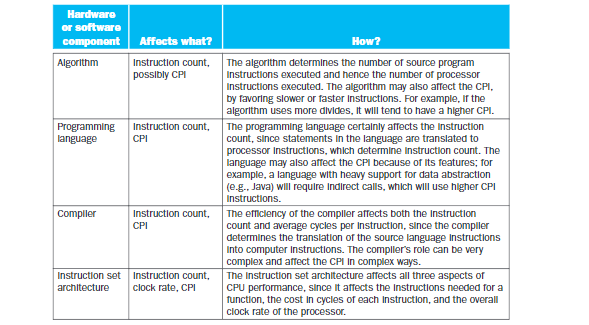 Hardware
or software
component
Affects what?
How?
Algorithm
Instruction count,
possibly CPI
The algorithm determines the number of source program
instructions executed and hence the number of processor
instructions executed. The algorithm may also affect the CPI,
by favoring slower or faster instructions. For example, if the
algorithm uses more divides, it will tend to have a higher CPI.
Programming
language
Instruction count,
CPI
The programming language certainly affects the instruction
count, since statements in the language are translated to
processor instructions, which determine instruction count. The
language may also affect the CPI because of its features; for
example, a language with heavy support for data abstraction
(e.g., Java) will require indirect calls, which will use higher CPI
instructions.
Compiler
Instruction count,
CPI
The efficiency of the compiler affects both the instruction
count and average cycles per instruction, since the compiler
determines the translation of the source language instructions
into computer instructions. The compiler's role can be very
complex and affect the CPI in complex ways.
Instruction set
architecture
Instruction count,
clock rate, CPI
The instruction set architecture affects all three aspects of
CPU performance, since it affects the instructions needed for a
function, the cost in cycles of each instruction, and the overall
clock rate of the processor.